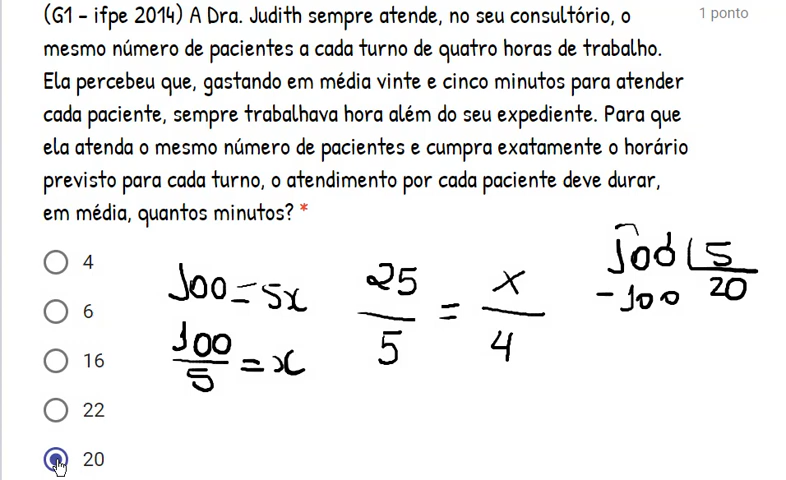 (G1 - ifpe 2014) A Dra. Judith sempre atende, no seu consultório, o
1 ponto
mesmo número de pacientes a cada turno de quatro horas de trabalho.
Ela percebeu que, gastando em média vinte e cinco minutos para atender
cada paciente, sempre trabalhava hora além do seu expediente. Para que
ela atenda o mesmo número de pacientes e cumpra exatamente o horário
previsto para cada turno, o atendimento por cada paciente deve durar,
em média, quantos minutos? *
4
6
16
22
20
100 = 5x
100/5 = x
25/5 = x/4
100 5
-100 20